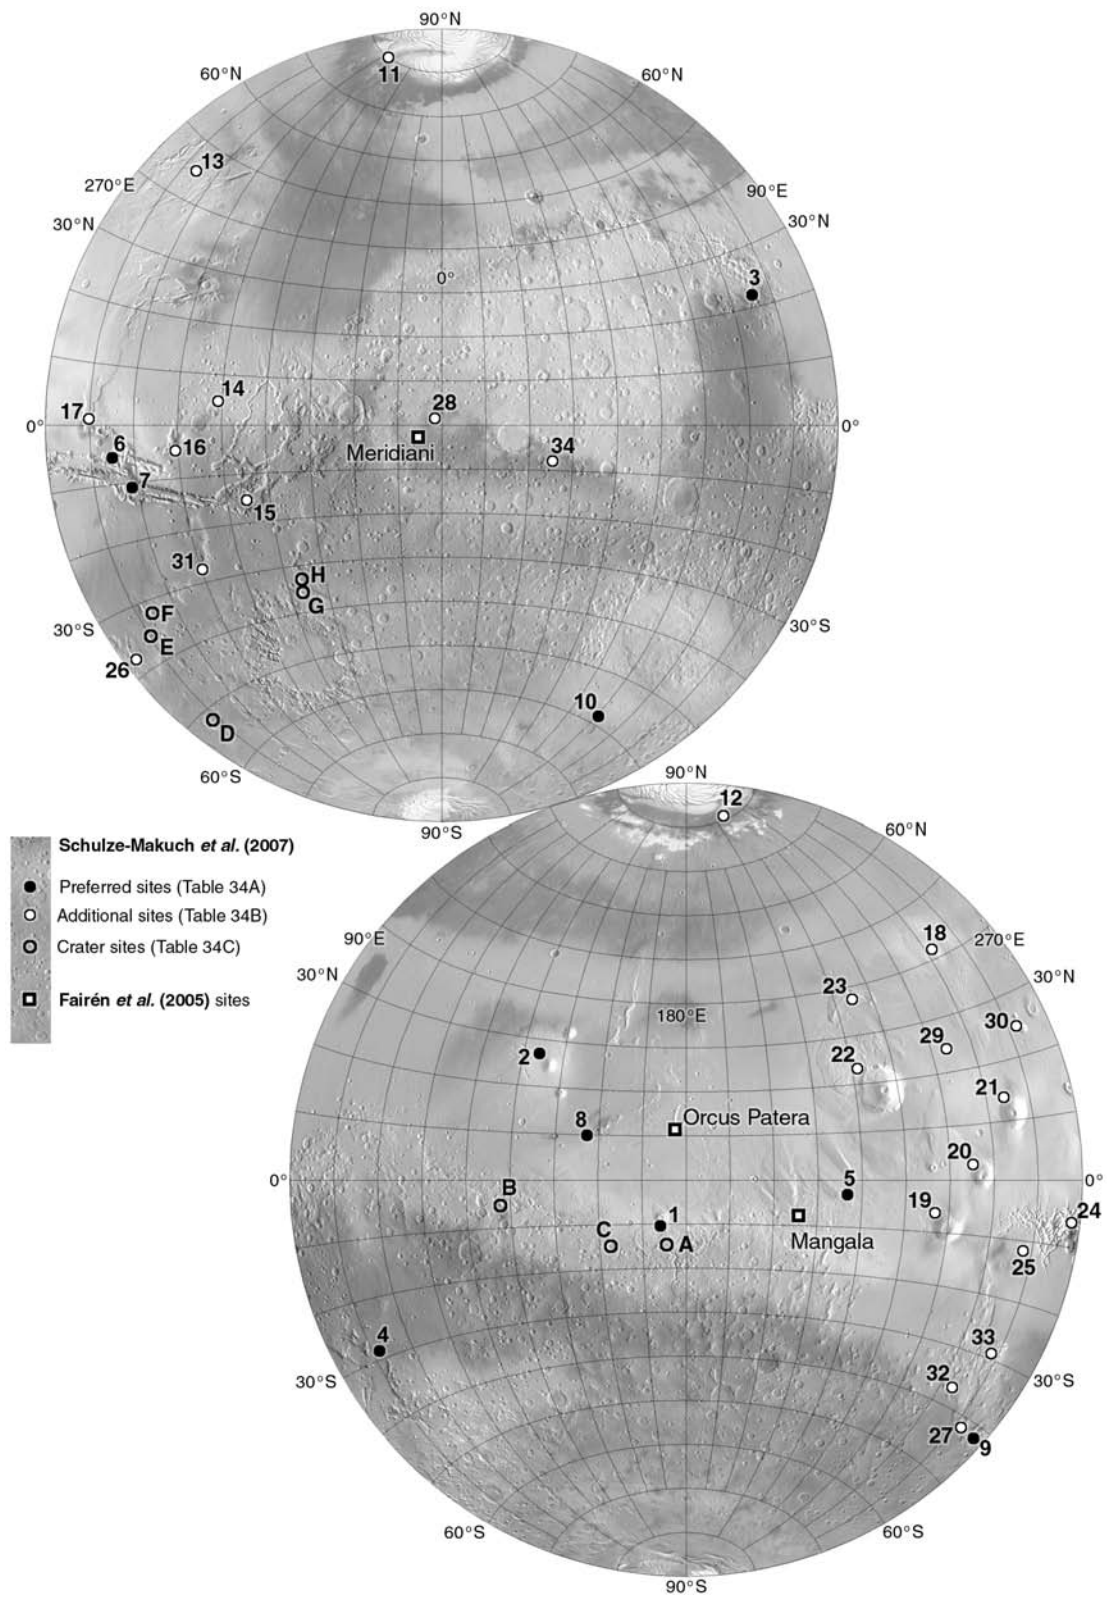 90°N
11
60°N
60°N
13
270°E
90°E
30°N
30°N
0°
3
14
17
28
0°
0°
6
16
Meridiani
34
7
15
31
H
F
G
30°S
30°S
E
26
10
D
60°S
90°S
90°N
12
60°N
Schulze-Makuch et al. (2007)
Preferred sites (Table 34A)
Additional sites (Table 34B)
Crater sites (Table 34C)
Fairén et al. (2005) sites
90°E
18
270°E
30°N
30°N
23
180°E
30
29
2
22
21
8
Orcus Patera
20
0°
5
0°
B
19
24
1
C
A
Mangala
25
4
33
30°S
30°S
32
27
9
60°S
60°S
90°S